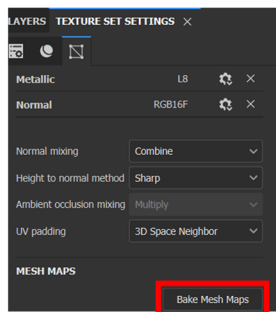 LAYERS TEXTURE SET SETTINGS ×
Metallic L8 ×
Normal RGB16F ×
Normal mixing Combine
Height to normal method Sharp
Ambient occlusion mixing Multiply
UV padding 3D Space Neighbor
MESH MAPS
Bake Mesh Maps